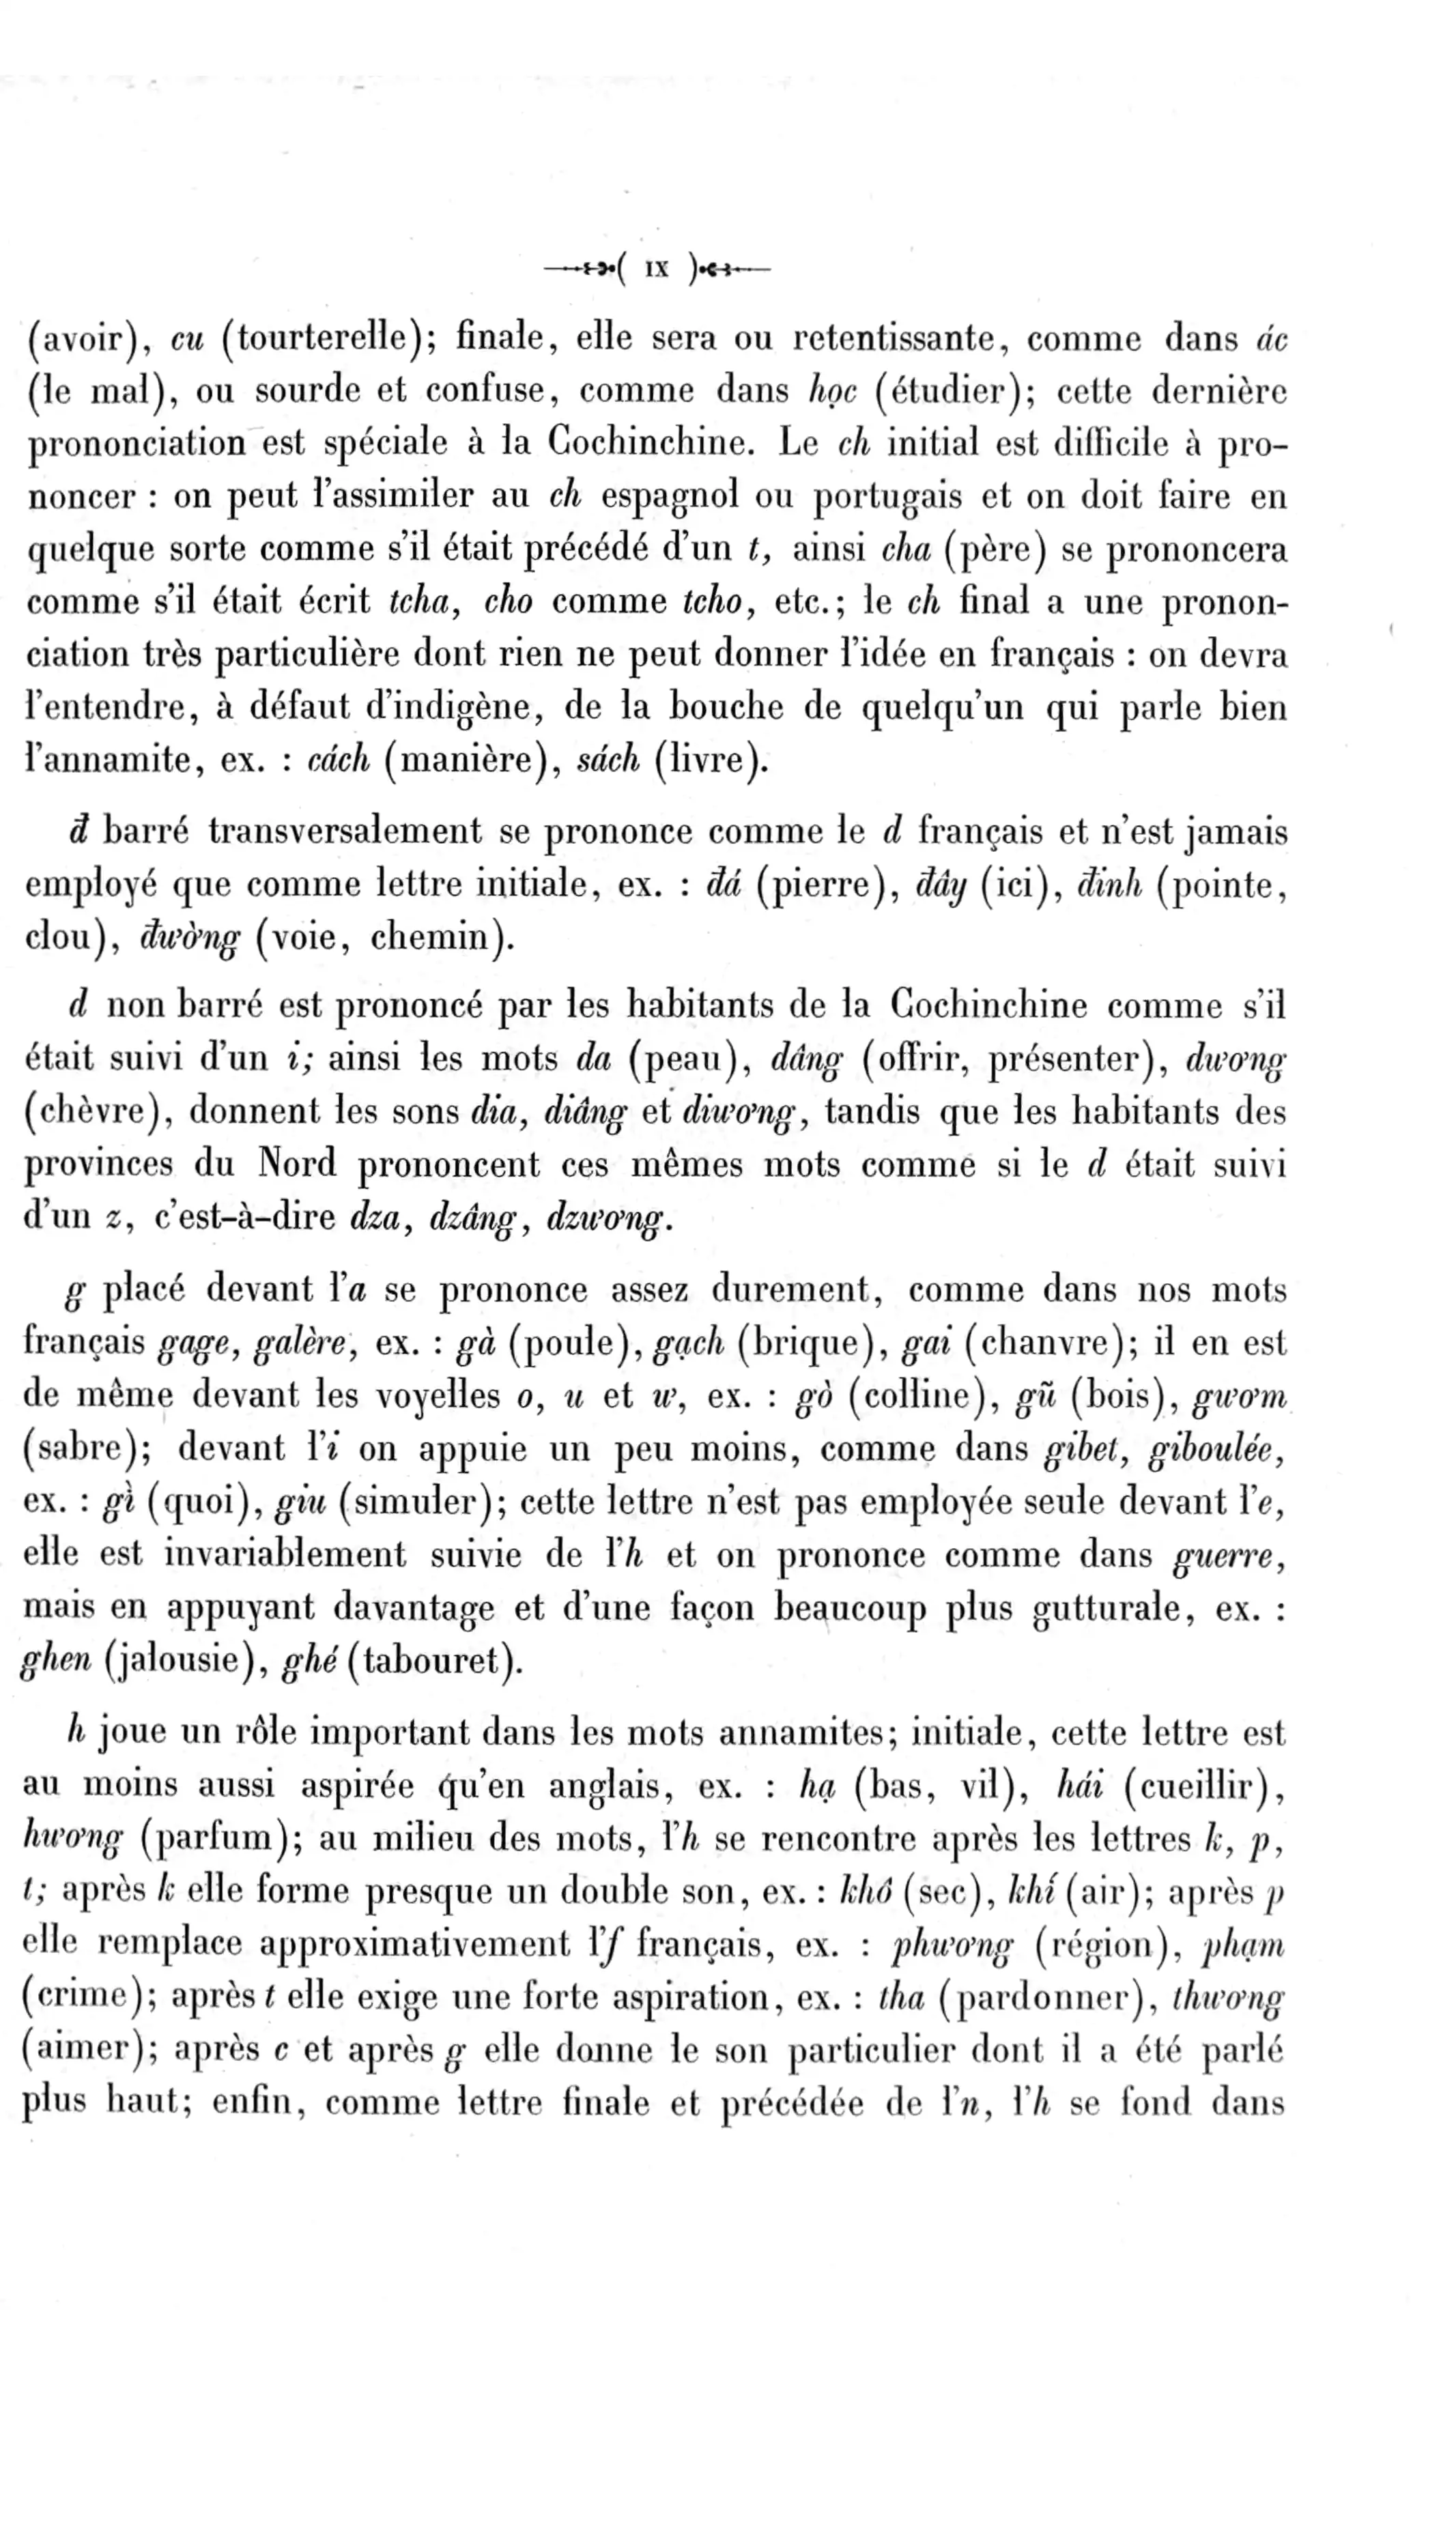 ( IX )
(avoir), cu (tourterelle); finale, elle sera ou retentissante, comme dans ác
(le mal), ou sourde et confuse, comme dans học (étudier); cette dernière
prononciation est spéciale à la Cochinchine. Le ch initial est difficile à pro-
noncer : on peut l'assimiler au ch espagnol ou portugais et on doit faire en
quelque sorte comme s'il était précédé d'un t, ainsi cha (père) se prononcera
comme s'il était écrit tcha, cho comme tcho, etc.; le ch final a une pronon-
ciation très particulière dont rien ne peut donner l'idée en français : on devra
l'entendre, à défaut d'indigène, de la bouche de quelqu'un qui parle bien
l'annamite, ex. : cách (manière), sách (livre).
đ barré transversalement se prononce comme le d français et n'est jamais
employé que comme lettre initiale, ex. : đá (pierre), đây (ici), đinh (pointe,
clou), đường (voie, chemin).
d non barré est prononcé par les habitants de la Cochinchine comme s'il
était suivi d'un i; ainsi les mots da (peau), dâng (offrir, présenter), dương
(chèvre), donnent les sons dia, diâng et diương, tandis que les habitants des
provinces du Nord prononcent ces mêmes mots comme si le d était suivi
d'un z, c'est-à-dire dza, dzâng, dzương.
g placé devant l'a se prononce assez durement, comme dans nos mots
français gage, galère, ex. : gà (poule), gạch (brique), gai (chanvre); il en est
de même devant les voyelles o, u et ư, ex. : gò (colline), gũ (bois), gươm
(sabre); devant l'i on appuie un peu moins, comme dans gibet, giboulée,
ex. : gì (quoi), giu (simuler); cette lettre n'est pas employée seule devant l'e,
elle est invariablement suivie de l'h et on prononce comme dans guerre,
mais en appuyant davantage et d'une façon beaucoup plus gutturale, ex. :
ghen (jalousie), ghé (tabouret).
h joue un rôle important dans les mots annamites; initiale, cette lettre est
au moins aussi aspirée qu'en anglais, ex. : hạ (bas, vil), hái (cueillir),
hương (parfum); au milieu des mots, l'h se rencontre après les lettres k, p,
t; après k elle forme presque un double son, ex. : khô (sec), khí (air); après p
elle remplace approximativement l'f français, ex. : phương (région), phạm
(crime); après t elle exige une forte aspiration, ex. : tha (pardonner), thương
(aimer); après c et après g elle donne le son particulier dont il a été parlé
plus haut; enfin, comme lettre finale et précédée de l'n, l'h se fond dans